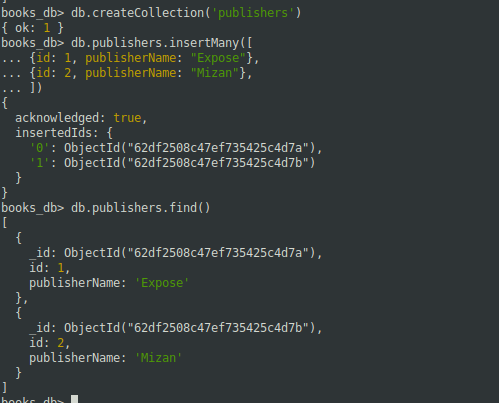 ]
books_db> db.createCollection('publishers')
{ ok: 1 }
books_db> db.publishers.insertMany([
... {id: 1, publisherName: "Expose"},
... {id: 2, publisherName: "Mizan"},
... ])
{
  acknowledged: true,
  insertedIds: {
    '0': ObjectId("62df2508c47ef735425c4d7a"),
    '1': ObjectId("62df2508c47ef735425c4d7b")
  }
}
books_db> db.publishers.find()
[
  {
    _id: ObjectId("62df2508c47ef735425c4d7a"),
    id: 1,
    publisherName: 'Expose'
  },
  {
    _id: ObjectId("62df2508c47ef735425c4d7b"),
    id: 2,
    publisherName: 'Mizan'
  }
]
books_db>